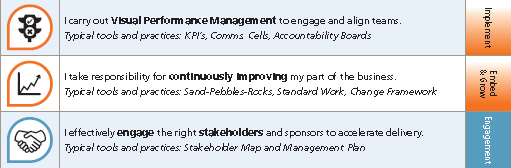 I carry out Visual Performance Management to engage and align teams.
Typical tools and practices: KPI's, Comms. Cells, Accountability Boards
Implement
I take responsibility for continuously improving my part of the business.
Typical tools and practices: Sand-Pebbles-Rocks, Standard Work, Change Framework
Embed
& Grow
I effectively engage the right stakeholders and sponsors to accelerate delivery.
Typical tools and practices: Stakeholder Map and Management Plan
Engagement